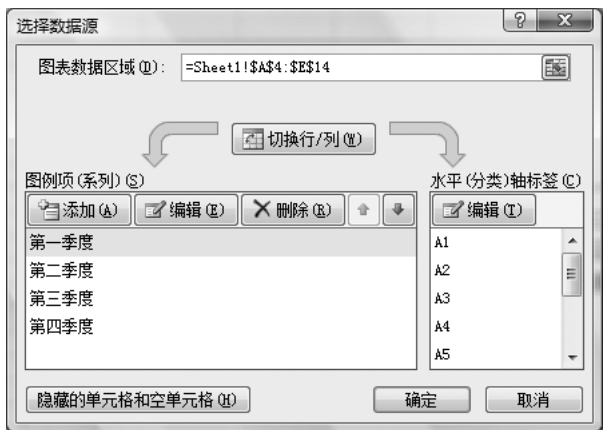 选择数据源
图表数据区域(D): =Sheet1!$A$4:$E$14
切换行/列(W)
图例项(系列)(S)
添加(A) 编辑(E) 删除(R)
第一季度
第二季度
第三季度
第四季度
水平(分类)轴标签(C)
编辑(T)
A1
A2
A3
A4
A5
隐藏的单元格和空单元格(H)
确定 取消